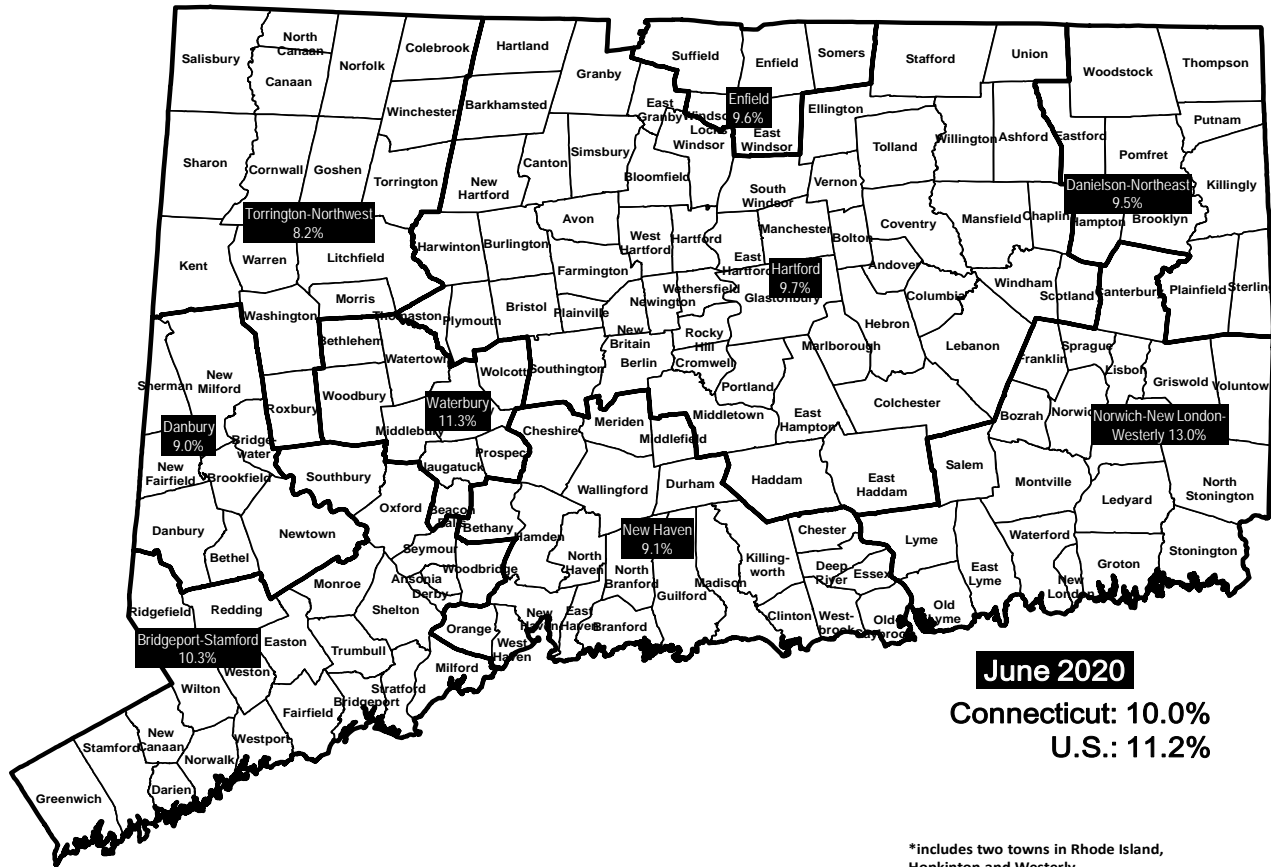 North
Canaan
Colebrook
Hartland
Suffield
Enfield
Somers
Stafford
Union
Woodstock
Thompson
Salisbury
Norfolk
Granby
Canaan
Winchester
Barkhamsted
East
Granby
Windsor
Locks
Enfield
9.6%
East
Windsor
Ellington
Willington
Ashford
Eastford
Putnam
Sharon
Cornwall
Goshen
Torrington
New
Hartford
Canton
Simsbury
Bloomfield
Windsor
Tolland
Pomfret
Killingly
Vernon
South
Windsor
Danielson-Northeast
9.5%
Torrington-Northwest
8.2%
Avon
Mansfield
Chaplin
Hampton
Brooklyn
Kent
Warren
Litchfield
Harwinton
Burlington
West
Hartford
Hartford
East
Hartford
Manchester
Bolton
Coventry
Farmington
Hartford
9.7%
Andover
Morris
Washington
Thomaston
Plymouth
Bristol
Plainville
Newington
Wethersfield
Glastonbury
Columbia
Windham
Scotland
Canterbury
Plainfield
Sterling
Bethlehem
Watertown
New
Britain
Berlin
Rocky
Hill
Cromwell
Marlborough
Hebron
Lebanon
Franklin
Sprague
Lisbon
Griswold
Voluntown
Sherman
New
Milford
Roxbury
Woodbury
Wolcott
Southington
Portland
Colchester
Waterbury
11.3%
Middlebury
Cheshire
Meriden
Middletown
Middlefield
East
Hampton
Bozrah
Norwich
Norwich-New London-
Westerly 13.0%
Danbury
9.0%
Bridge-
water
Naugatuck
Prospect
New
Fairfield
Brookfield
Southbury
Wallingford
Durham
Haddam
East
Haddam
Salem
Montville
Ledyard
North
Stonington
Oxford
Beacon
Falls
Bethany
Danbury
Bethel
Newtown
Hamden
New Haven
9.1%
Chester
Lyme
Waterford
Seymour
Woodbridge
North
Haven
North
Branford
Madison
Killing-
worth
Deep
River
Essex
East
Lyme
New
London
Groton
Stonington
Monroe
Ansonia
Derby
Guilford
Ridgefield
Redding
Shelton
Orange
New
Haven
East
Haven
Branford
Clinton
West-
brook
Old
Saybrook
Old
Lyme
Bridgeport-Stamford
10.3%
Easton
Trumbull
West
Haven
Milford
Weston
Wilton
Fairfield
Bridgeport
Stratford
New
Canaan
Westport
Stamford
Norwalk
Darien
Greenwich
June 2020
Connecticut: 10.0%
U.S.: 11.2%
*includes two towns in Rhode Island,
Hopkinton and Westerly